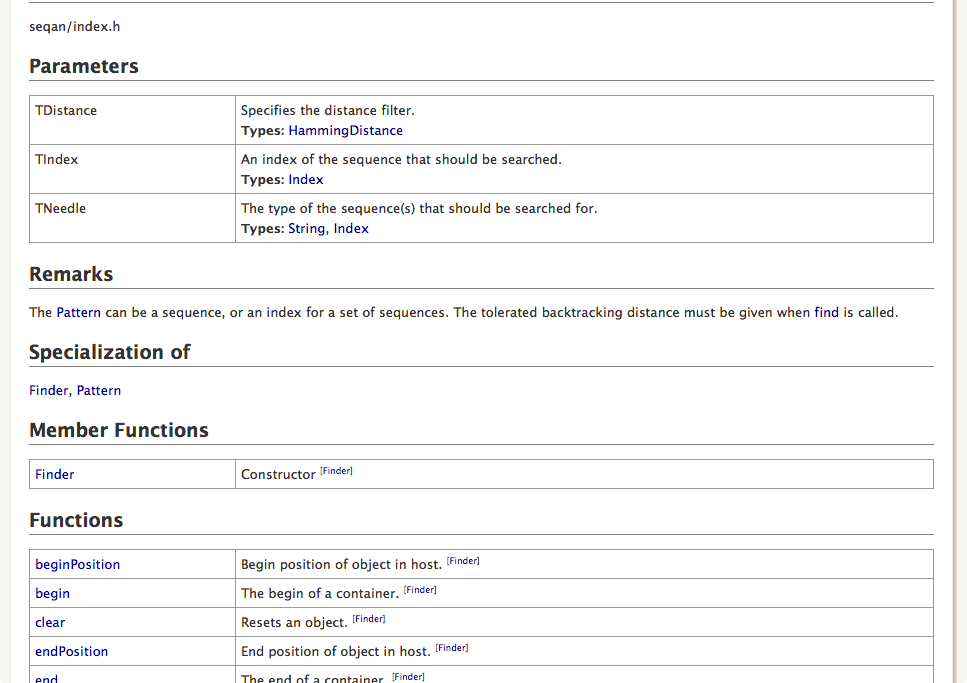 seqan/index.h
Parameters
TDistance
Specifies the distance filter.
Types: HammingDistance
TIndex
An index of the sequence that should be searched.
Types: Index
TNeedle
The type of the sequence(s) that should be searched for.
Types: String, Index
Remarks
The Pattern can be a sequence, or an index for a set of sequences. The tolerated backtracking distance must be given when find is called.
Specialization of
Finder, Pattern
Member Functions
Finder Constructor [Finder]
Functions
beginPosition Begin position of object in host. [Finder]
begin The begin of a container. [Finder]
clear Resets an object. [Finder]
endPosition End position of object in host. [Finder]
end The end of a container. [Finder]